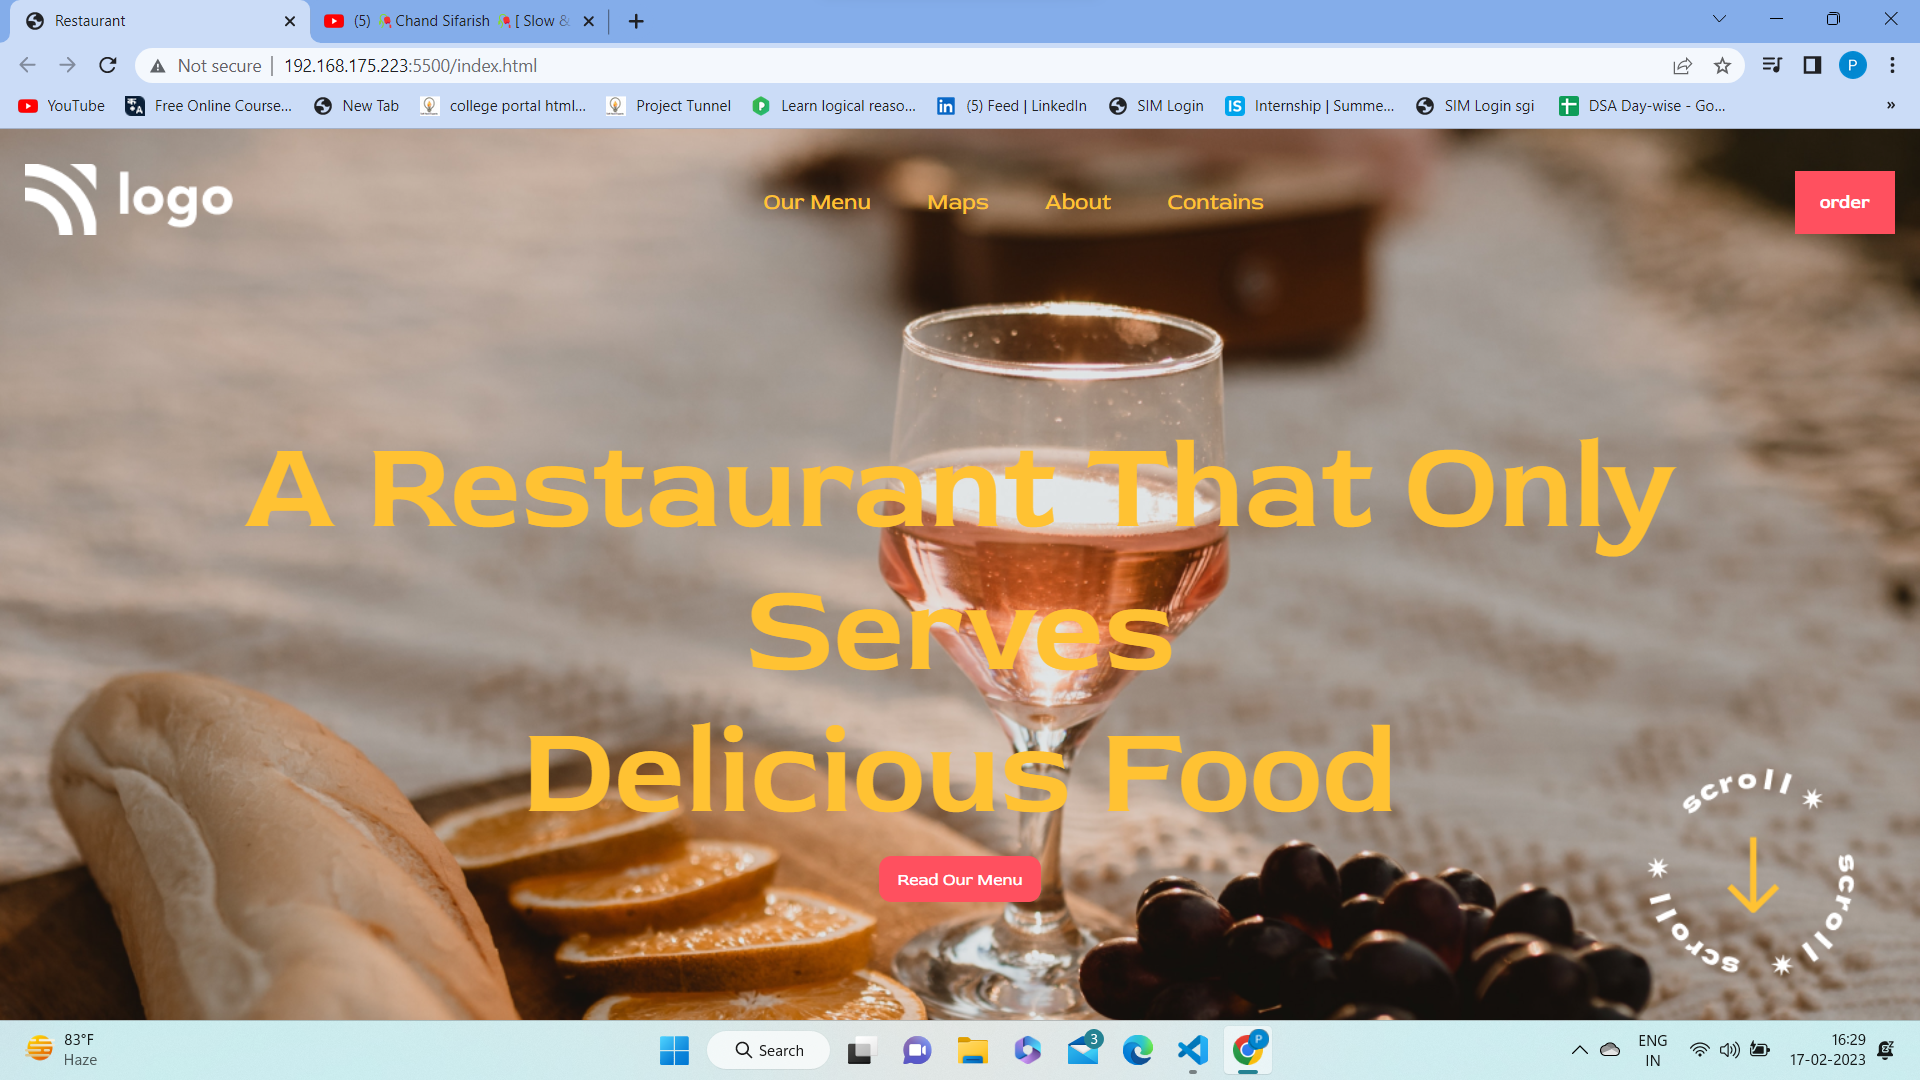 Restaurant
(5) Chand Sifarish [ Slow &
Not secure
192.168.175.223:5500/index.html
P
YouTube
Free Online Course...
New Tab
college portal html...
Project Tunnel
Learn logical reaso...
(5) Feed | LinkedIn
SIM Login
IS
Internship | Summe...
SIM Login sgi
DSA Day-wise - Go...
»
logo
Our Menu
Maps
About
Contains
order
A Restaurant That Only
Serves
Delicious Food
Read Our Menu
scroll
scroll
scroll
83°F
Haze
Search
3
P
ENG
IN
16:29
17-02-2023